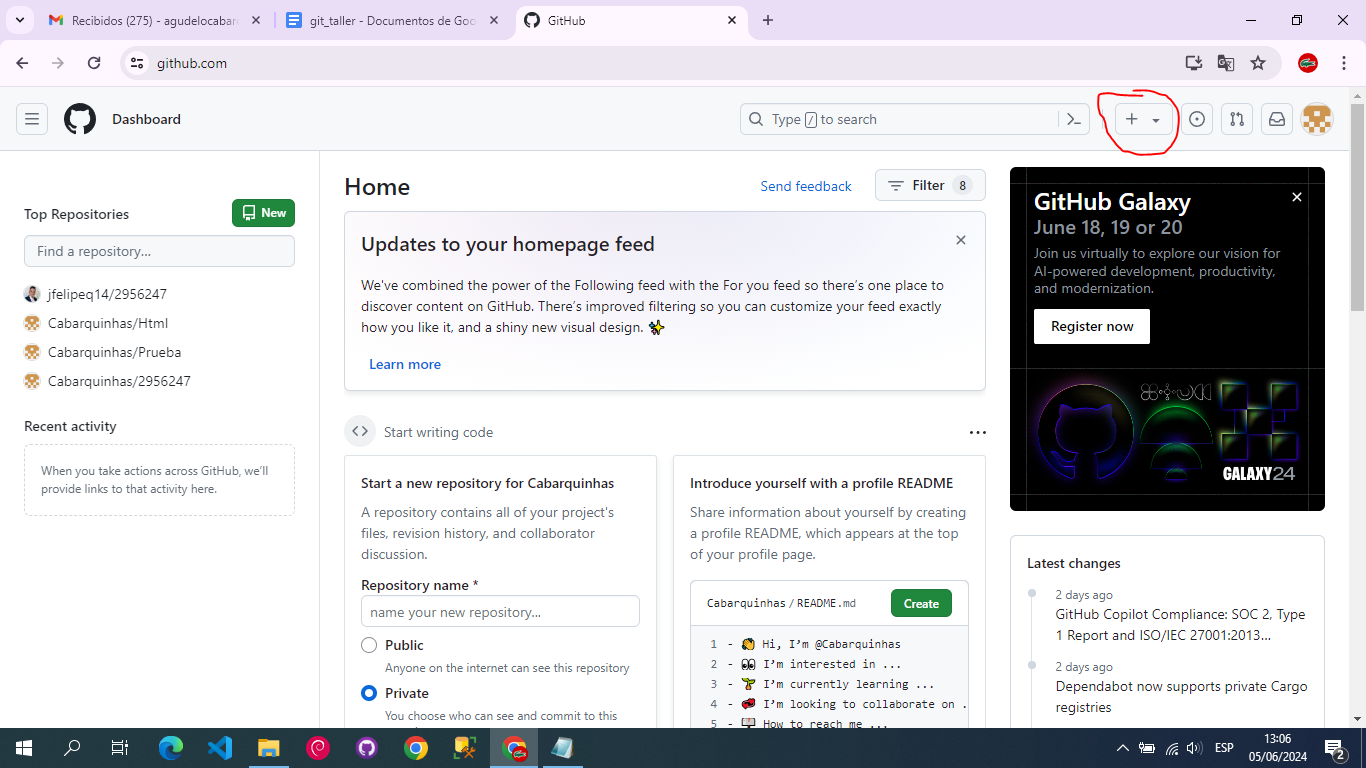 Recibidos (275) - agudelocabar
git_taller - Documentos de Goo
GitHub
github.com
Dashboard
Type / to search
Top Repositories
New
Find a repository...
jfelipeq14/2956247
Cabarquinhas/Html
Cabarquinhas/Prueba
Cabarquinhas/2956247
Recent activity
When you take actions across GitHub, we'll
provide links to that activity here.
Home
Send feedback
Filter 8
Updates to your homepage feed
We've combined the power of the Following feed with the For you feed so there's one place to
discover content on GitHub. There's improved filtering so you can customize your feed exactly
how you like it, and a shiny new visual design. ✨
Learn more
Start writing code
Start a new repository for Cabarquinhas
A repository contains all of your project's
files, revision history, and collaborator
discussion.
Repository name *
name your new repository...
Public
Anyone on the internet can see this repository
Private
You choose who can see and commit to this
Introduce yourself with a profile README
Share information about yourself by creating
a profile README, which appears at the top
of your profile page.
Cabarquinhas / README.md
Create
1 - 👋 Hi, I'm @Cabarquinhas
2 - 👀 I'm interested in ...
3 - 🌱 I'm currently learning ...
4 - 💞️ I'm looking to collaborate on .
5 - 📫 How to reach me ...
GitHub Galaxy
June 18, 19 or 20
Join us virtually to explore our vision for
AI-powered development, productivity,
and modernization.
Register now
GALAXY24
Latest changes
2 days ago
GitHub Copilot Compliance: SOC 2, Type
1 Report and ISO/IEC 27001:2013...
2 days ago
Dependabot now supports private Cargo
registries
ESP
13:06
05/06/2024
2